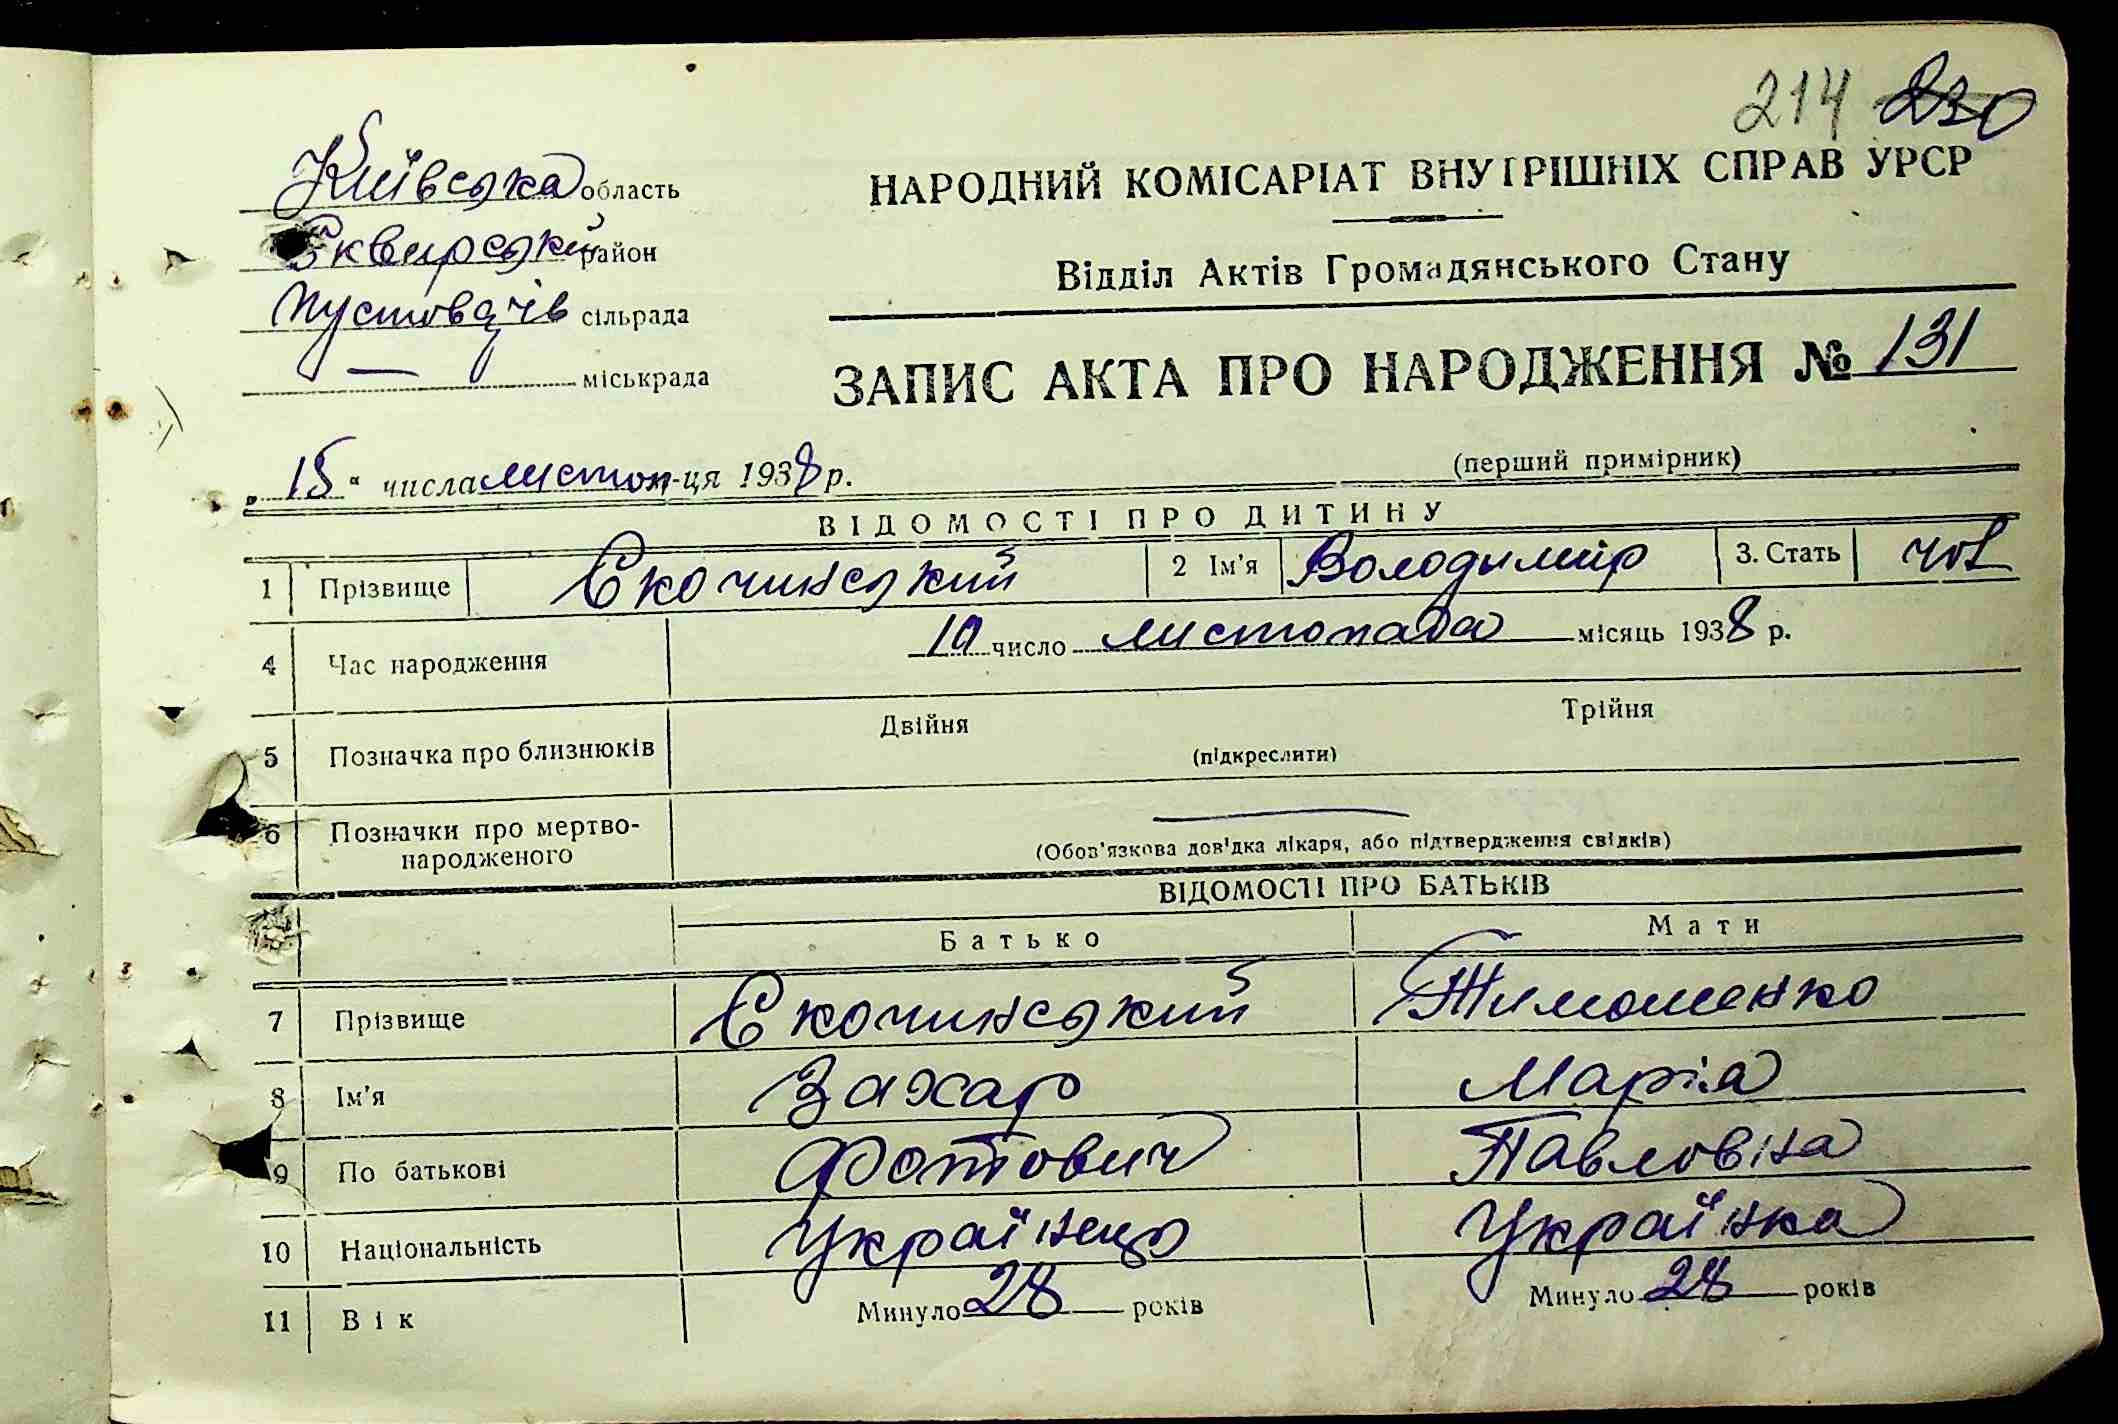 214 230
Київська область
Сквирський район
Пустовачів сільрада
— міськрада
НАРОДНИЙ КОМІСАРІАТ ВНУТРІШНІХ СПРАВ УРСР
Відділ Актів Громадянського Стану
ЗАПИС АКТА ПРО НАРОДЖЕННЯ № 131
„15" числа листоп-ця 1938 р.
(перший примірник)
ВІДОМОСТІ ПРО ДИТИНУ
1 Прізвище Єкочинський 2 Ім'я Володимир 3. Стать чол
4 Час народження 10 число листопада місяць 1938 р.
5 Позначка про близнюків Двійня (підкреслити) Трійня
6 Позначки про мертво-
народженого — (Обов'язкова довідка лікаря, або підтвердження свідків)
ВІДОМОСТІ ПРО БАТЬКІВ
Батько Мати
7 Прізвище Єкочинський Тимошенко
8 Ім'я Захар Марія
9 По батькові Фотович Павловіна
10 Національність Українець Українка
11 Вік Минуло 28 років Минуло 28 років